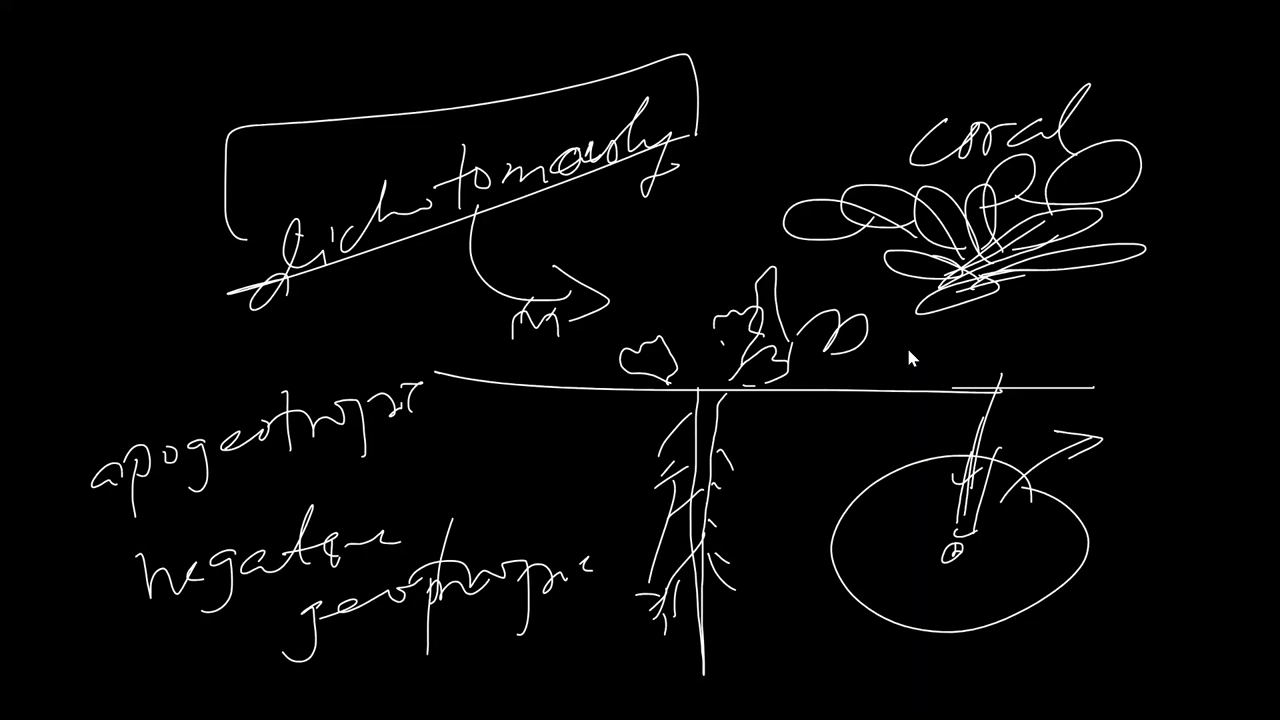 dichotomously
coral
apogeotropic
negative
geotropic